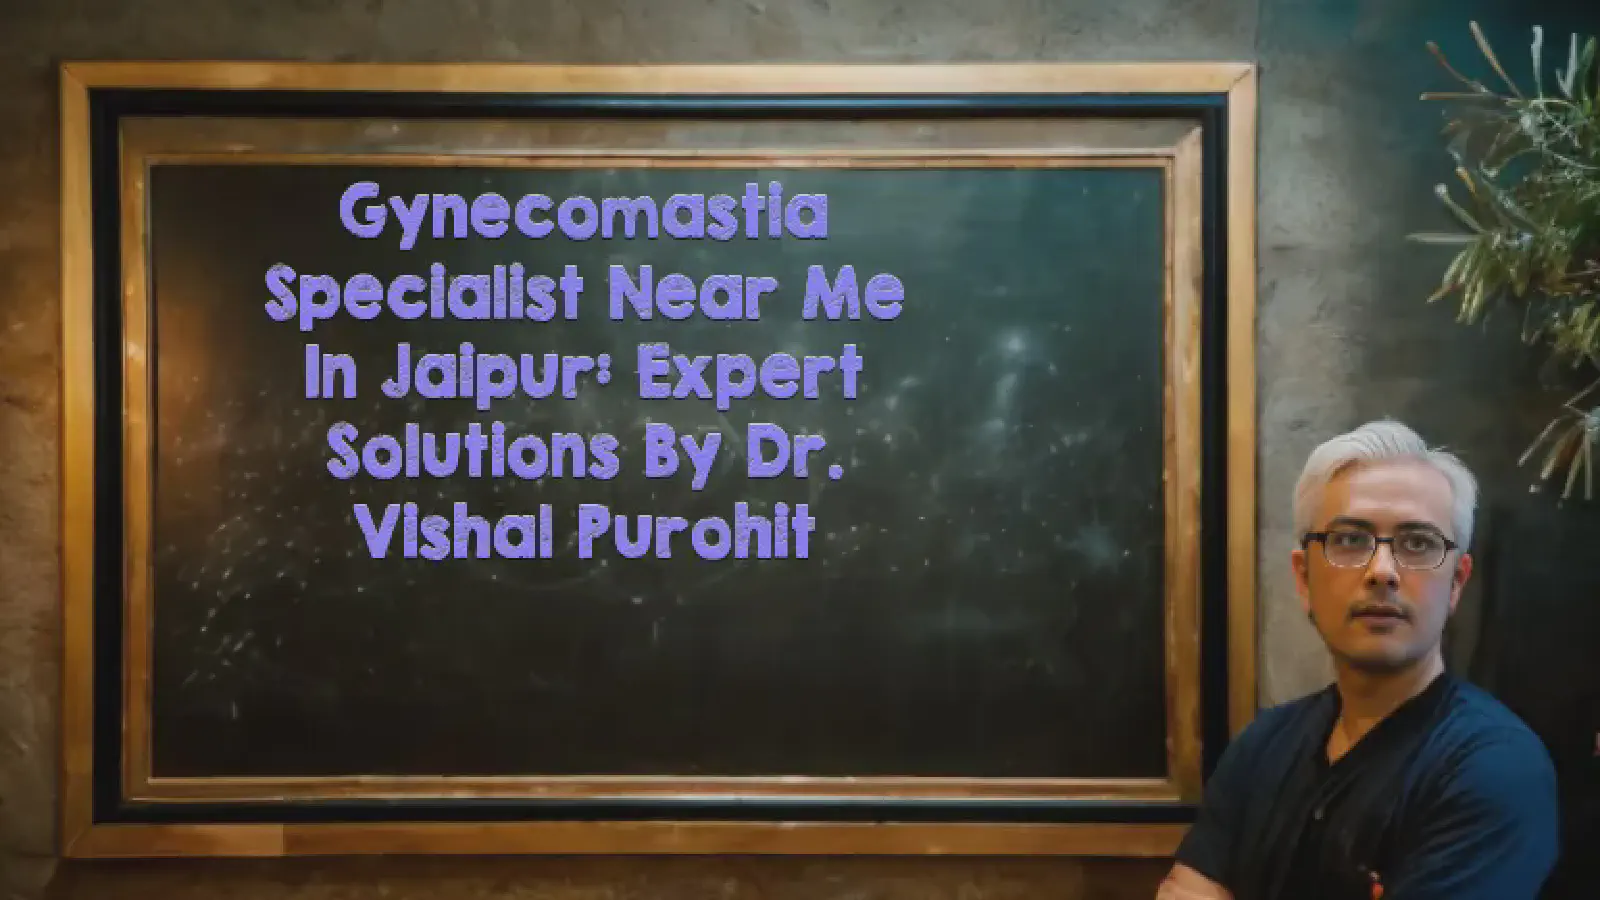 Gynecomastia
Specialist Near Me
In Jaipur: Expert
Solutions By Dr.
Vishal Purohit